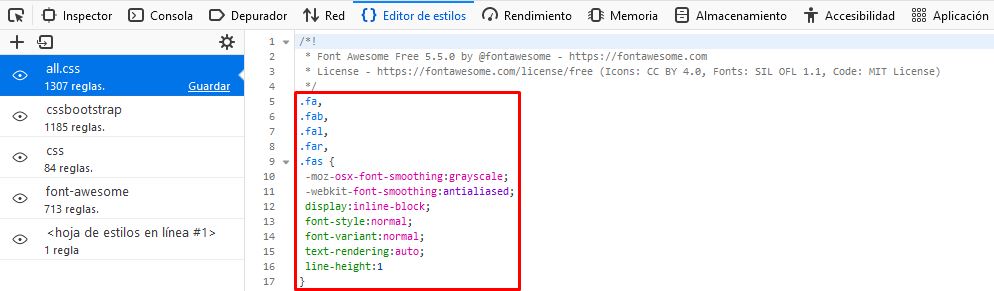 Inspector Consola Depurador Red Editor de estilos Rendimiento Memoria Almacenamiento Accesibilidad Aplicación
all.css
1307 reglas. Guardar
cssbootstrap
1185 reglas.
css
84 reglas.
font-awesome
713 reglas.
<hoja de estilos en línea #1>
1 regla
1 /*!
2 * Font Awesome Free 5.5.0 by @fontawesome - https://fontawesome.com
3 * License - https://fontawesome.com/license/free (Icons: CC BY 4.0, Fonts: SIL OFL 1.1, Code: MIT License)
4 */
5 .fa,
6 .fab,
7 .fal,
8 .far,
9 .fas {
10 -moz-osx-font-smoothing:grayscale;
11 -webkit-font-smoothing:antialiased;
12 display:inline-block;
13 font-style:normal;
14 font-variant:normal;
15 text-rendering:auto;
16 line-height:1
17 }